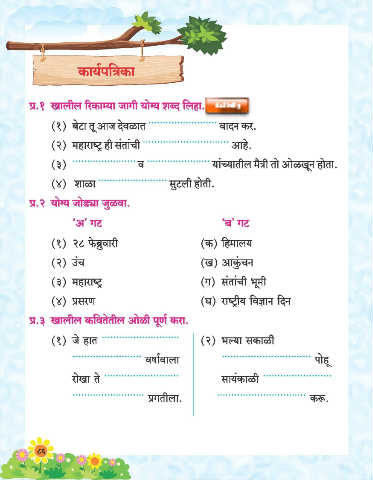 कार्यपत्रिका
प्र.१ खालील रिकाम्या जागी योग्य शब्द लिहा.
(१) बेटा तू आज देवळात ........................ वादन कर.
(२) महाराष्ट्र ही संतांची ........................ आहे.
(३) ........................ व ........................ यांच्यातील मैत्री तो ओळखून होता.
(४) शाळा ........................ सुटली होती.
प्र.२ योग्य जोड्या जुळवा.
'अ' गट 'ब' गट
(१) २८ फेब्रुवारी (क) हिमालय
(२) उंच (ख) आकुंचन
(३) महाराष्ट्र (ग) संतांची भूमी
(४) प्रसरण (घ) राष्ट्रीय विज्ञान दिन
प्र.३ खालील कवितेतील ओळी पूर्ण करा.
(१) जे हात ........................
........................ वर्षावाला
रोखा ते ........................
........................ प्रगतीला.
(२) भल्या सकाळी
........................ पोहू
सायंकाळी ........................
........................ करू.